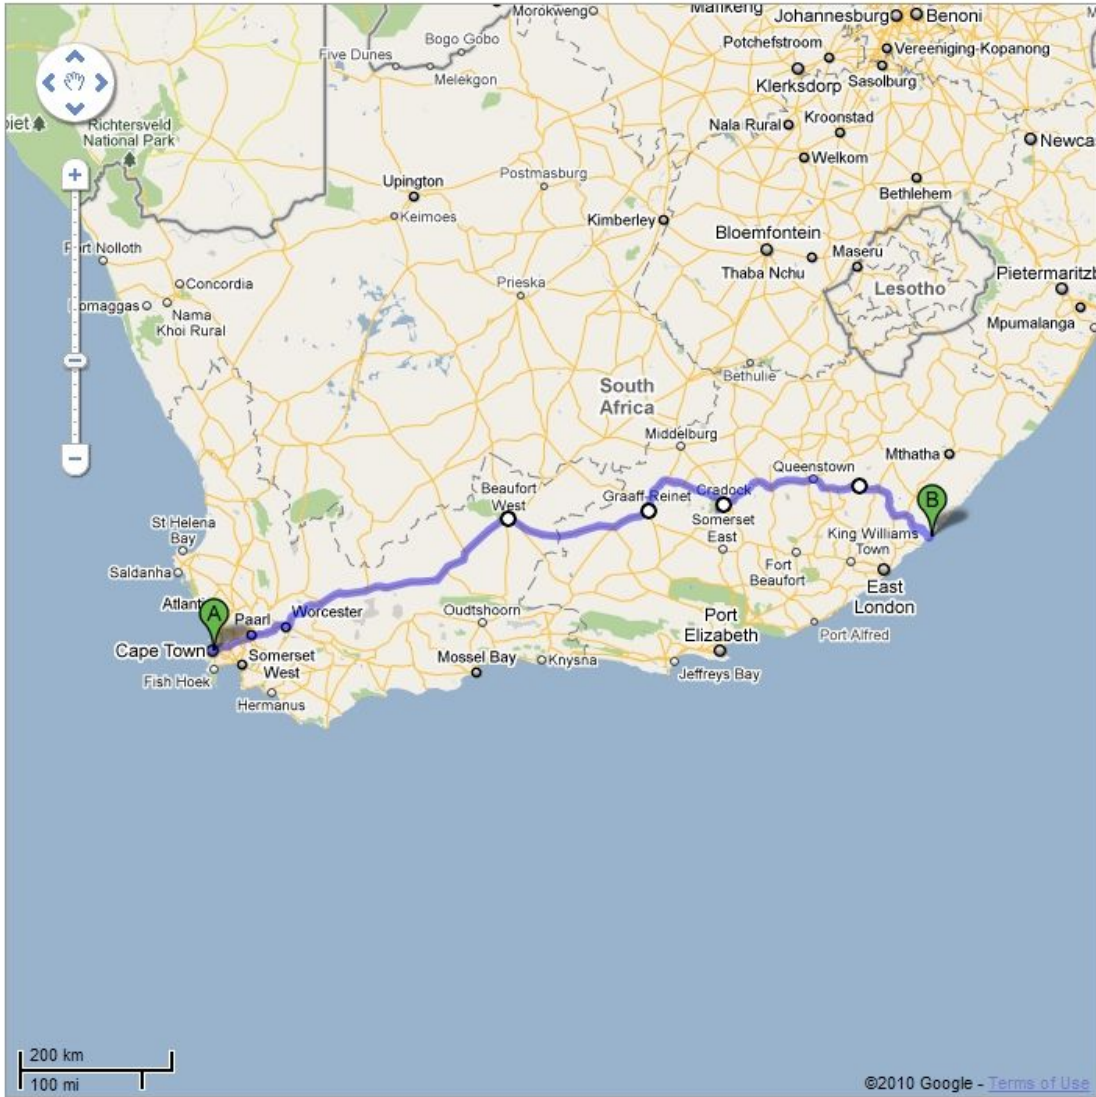 Morokweng
Mafikeng
Johannesburg
Benoni
Bogo Gobo
Potchefstroom
Vereeniging-Kopanong
Five Dunes
Melekgon
Klerksdorp
Sasolburg
Richtersveld
National Park
Nala Rural
Kroonstad
Newca
Welkom
Upington
Postmasburg
Bethlehem
Keimoes
Kimberley
Bloemfontein
Maseru
Port Nolloth
Thaba Nchu
Pietermaritzb
Concordia
Prieska
Lesotho
Komaggas
Nama
Khoi Rural
Mpumalanga
Bethulie
South
Africa
Middelburg
Queenstown
Mthatha
Beaufort
West
Graaff-Reinet
Cradock
B
St Helena
Bay
Somerset
East
King Williams
Town
Saldanha
Fort
Beaufort
East
London
A
Paarl
Worcester
Oudtshoorn
Port
Elizabeth
Port Alfred
Cape Town
Somerset
West
Mossel Bay
Knysna
Jeffreys Bay
Fish Hoek
Hermanus
200 km
100 mi
©2010 Google - Terms of Use